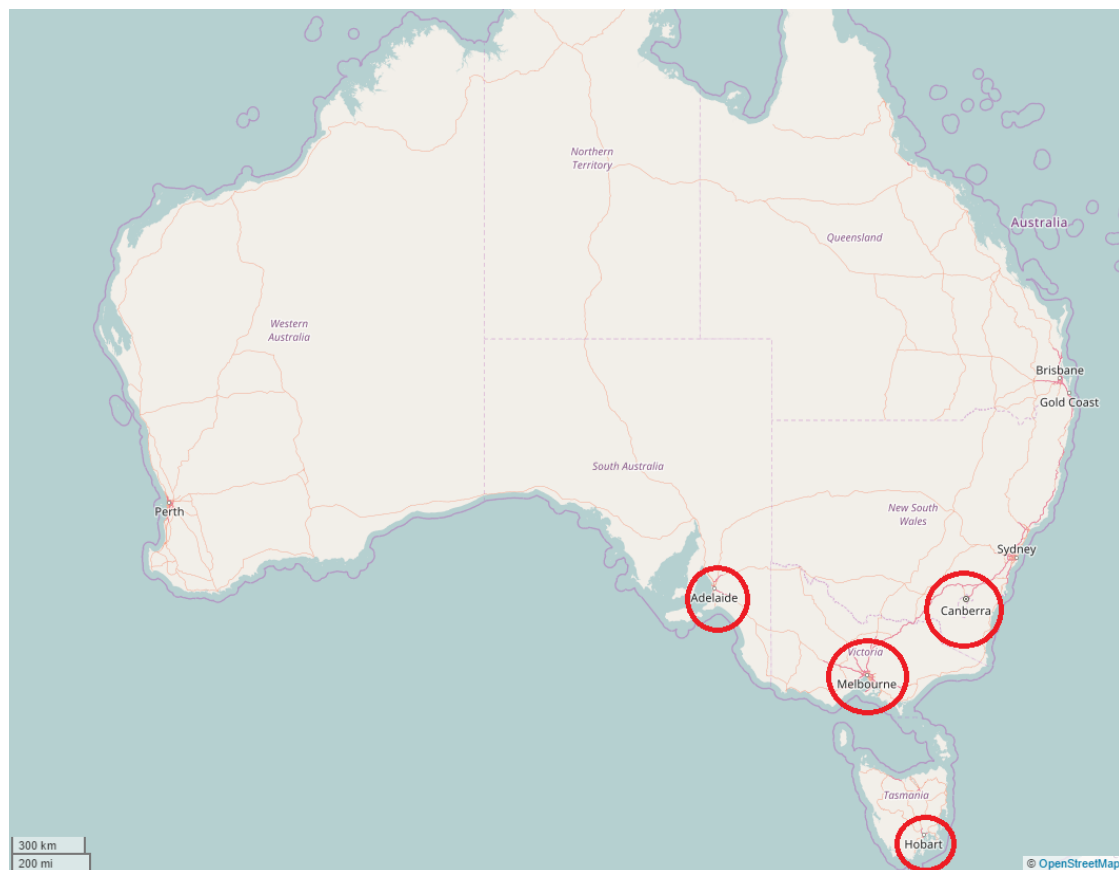 Northern
Territory
Australia
Queensland
Western
Australia
Brisbane
Gold Coast
South Australia
New South
Wales
Perth
Sydney
Adelaide
Canberra
Victoria
Melbourne
Tasmania
Hobart
300 km
200 mi
© OpenStreetMap